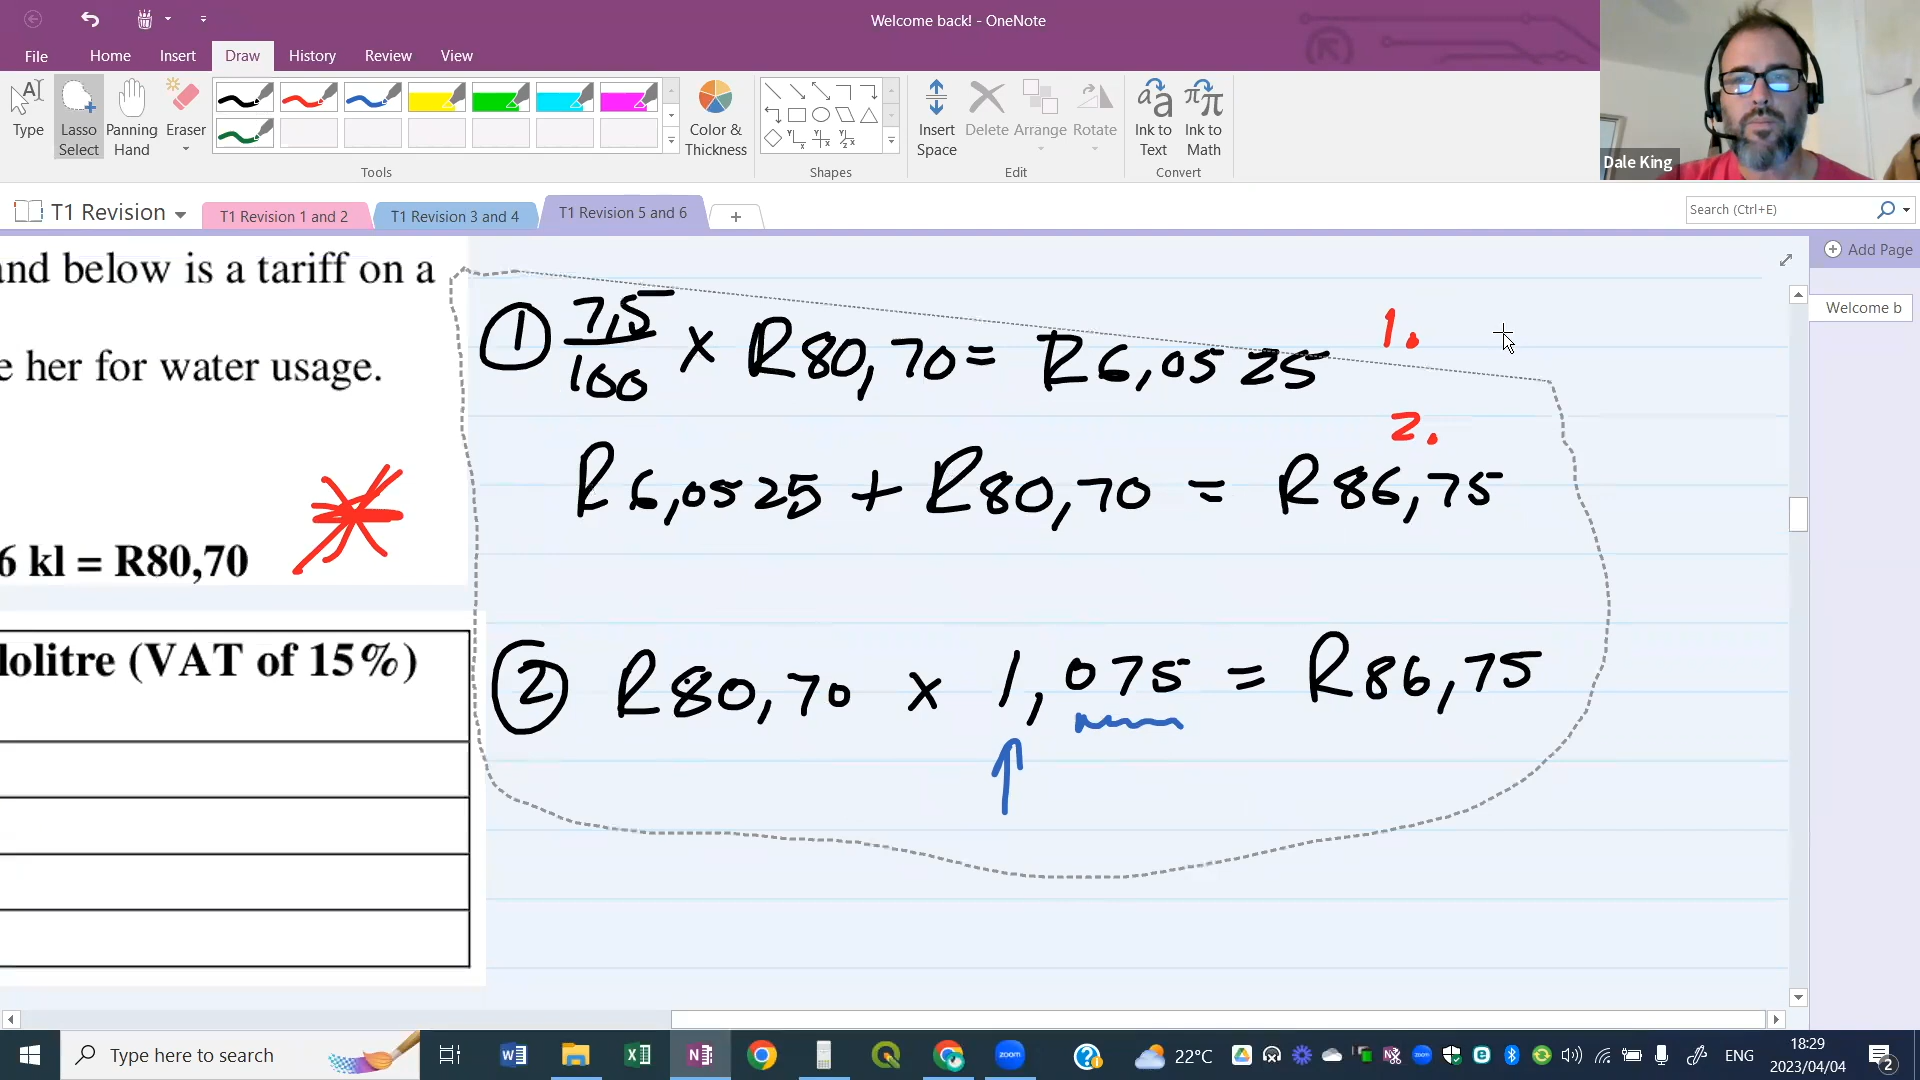 Welcome back! - OneNote
File Home Insert Draw History Review View
Type
Lasso Select
Panning Hand
Eraser
Color & Thickness
Insert Space
Delete
Arrange
Rotate
Ink to Text
Ink to Math
Tools
Shapes
Edit
Convert
Dale King
T1 Revision
T1 Revision 1 and 2
T1 Revision 3 and 4
T1 Revision 5 and 6
Search (Ctrl+E)
Add Page
Welcome b
and below is a tariff on a
e her for water usage.
6 kl = R80,70
lolitre (VAT of 15%)
① 7,5/100 x R80,70 = R6,0525
1.
2.
R6,0525 + R80,70 = R86,75
② R80,70 x 1,075 = R86,75
Type here to search
zoom
22°C
ENG
18:29
2023/04/04
2